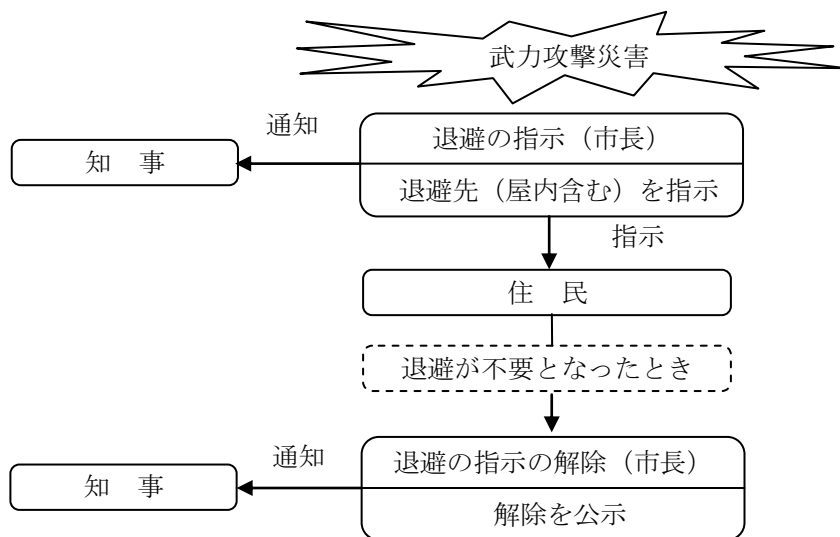 武力攻撃災害
通知
退避の指示（市長）
知　事
退避先（屋内含む）を指示
指示
住　民
退避が不要となったとき
通知
退避の指示の解除（市長）
知　事
解除を公示